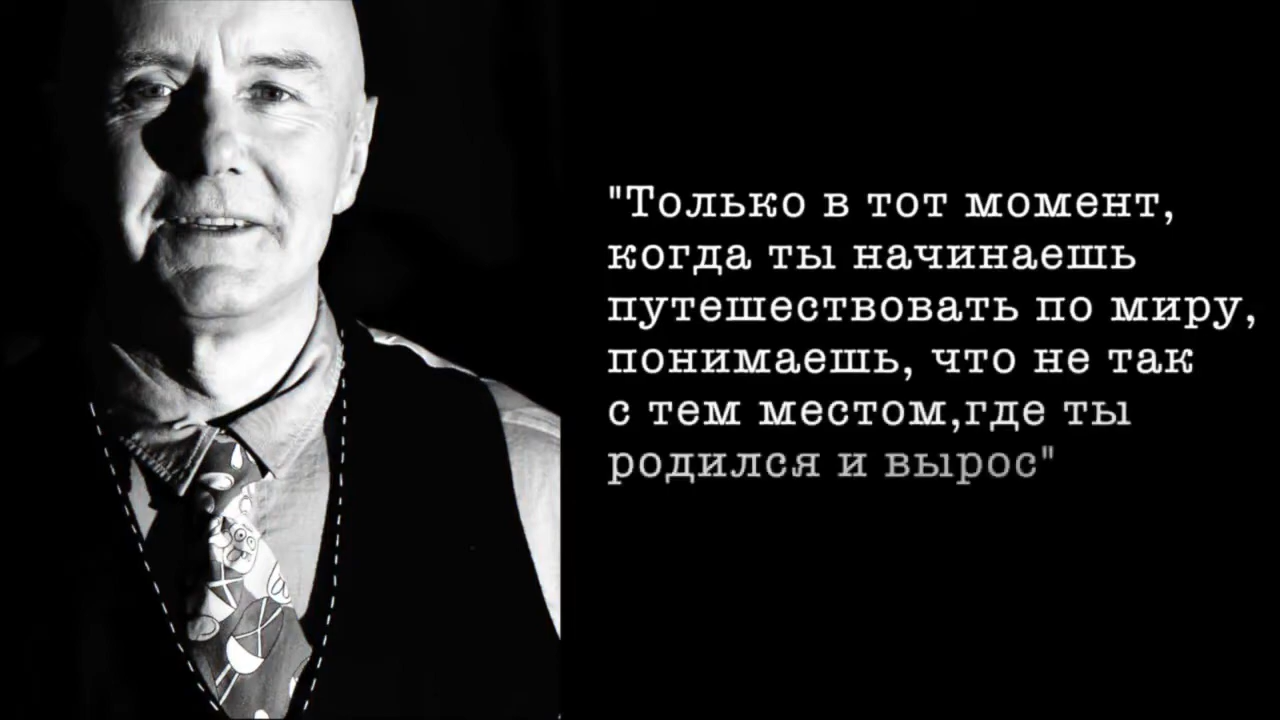 "Только в тот момент,
когда ты начинаешь
путешествовать по миру,
понимаешь, что не так
с тем местом,где ты
родился и вырос"